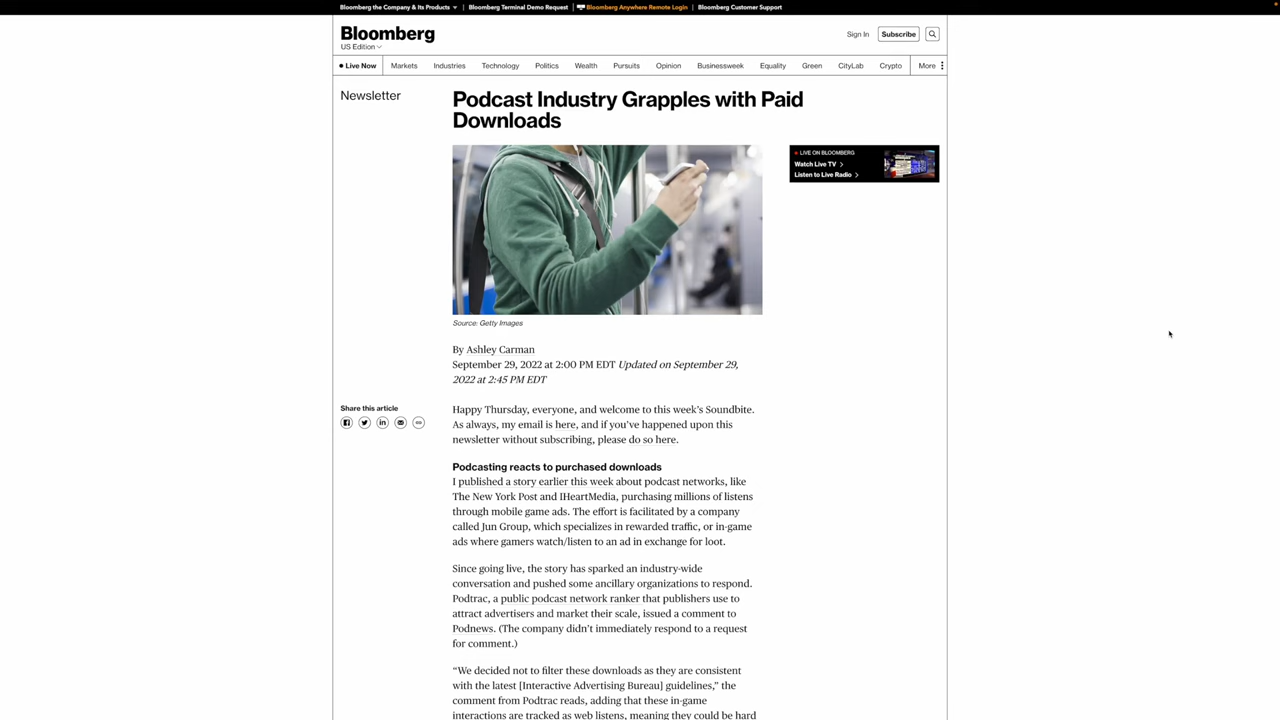 Bloomberg the Company & Its Products
Bloomberg Terminal Demo Request
Bloomberg Anywhere Remote Login
Bloomberg Customer Support
Bloomberg
US Edition
Sign In
Subscribe
Live Now
Markets
Industries
Technology
Politics
Wealth
Pursuits
Opinion
Businessweek
Equality
Green
CityLab
Crypto
More
Newsletter
Podcast Industry Grapples with Paid
Downloads
LIVE ON BLOOMBERG
Watch Live TV
Listen to Live Radio
Source: Getty Images
By Ashley Carman
September 29, 2022 at 2:00 PM EDT Updated on September 29,
2022 at 2:45 PM EDT
Share this article
Happy Thursday, everyone, and welcome to this week's Soundbite.
As always, my email is here, and if you've happened upon this
newsletter without subscribing, please do so here.
Podcasting reacts to purchased downloads
I published a story earlier this week about podcast networks, like
The New York Post and IHeartMedia, purchasing millions of listens
through mobile game ads. The effort is facilitated by a company
called Jun Group, which specializes in rewarded traffic, or in-game
ads where gamers watch/listen to an ad in exchange for loot.
Since going live, the story has sparked an industry-wide
conversation and pushed some ancillary organizations to respond.
Podtrac, a public podcast network ranker that publishers use to
attract advertisers and market their scale, issued a comment to
Podnews. (The company didn't immediately respond to a request
for comment.)
“We decided not to filter these downloads as they are consistent
with the latest [Interactive Advertising Bureau] guidelines,” the
comment from Podtrac reads, adding that these in-game
interactions are tracked as web listens, meaning they could be hard